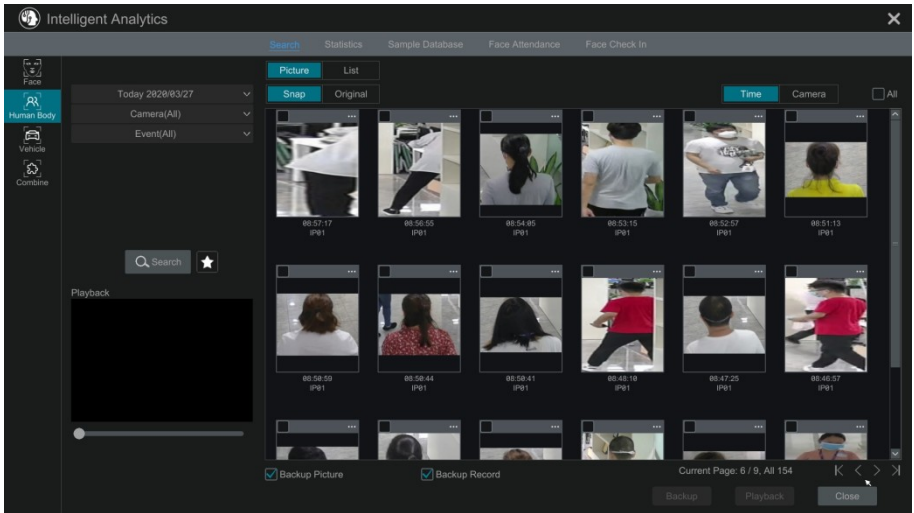 Intelligent Analytics
Search Statistics Sample Database Face Attendance Face Check In
Face
Human Body
Vehicle
Combine
Today 2020/03/27
Camera(All)
Event(All)
Search
Playback
Picture List
Snap Original
Time Camera All
08:57:17 08:56:55 08:54:05 08:53:15 08:52:57 08:51:13
IP01 IP01 IP01 IP01 IP01 IP01
08:50:59 08:50:44 08:50:41 08:48:10 08:47:25 08:46:57
IP01 IP01 IP01 IP01 IP01 IP01
Backup Picture Backup Record Current Page: 6 / 9, All 154
Backup Playback Close